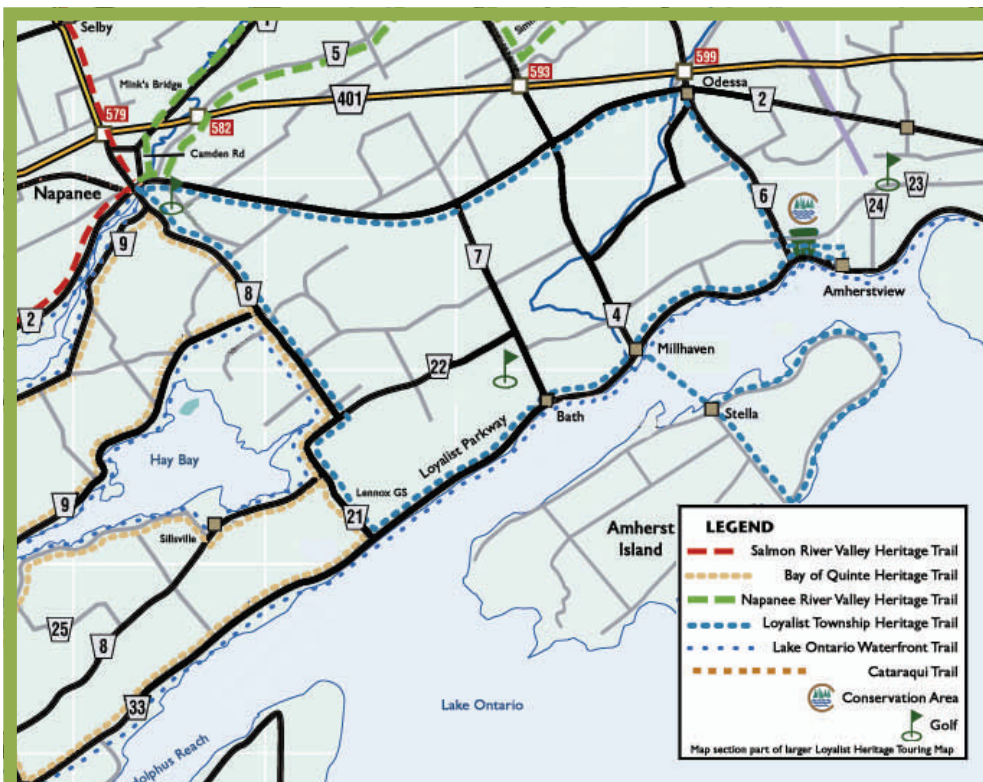 Selby
5
Mink's Bridge
593
599
Odessa
401
2
579
582
Camden Rd
Napanee
6
23
24
9
7
8
2
4
Amherstview
22
Millhaven
Bath
Stella
Loyalist Parkway
Hay Bay
9
Lennox GS
21
Sillsville
Amherst
Island
25
8
33
Lake Ontario
dolphus Reach
LEGEND
Salmon River Valley Heritage Trail
Bay of Quinte Heritage Trail
Napanee River Valley Heritage Trail
Loyalist Township Heritage Trail
Lake Ontario Waterfront Trail
Cataraqui Trail
Conservation Area
Golf
Map section part of larger Loyalist Heritage Touring Map